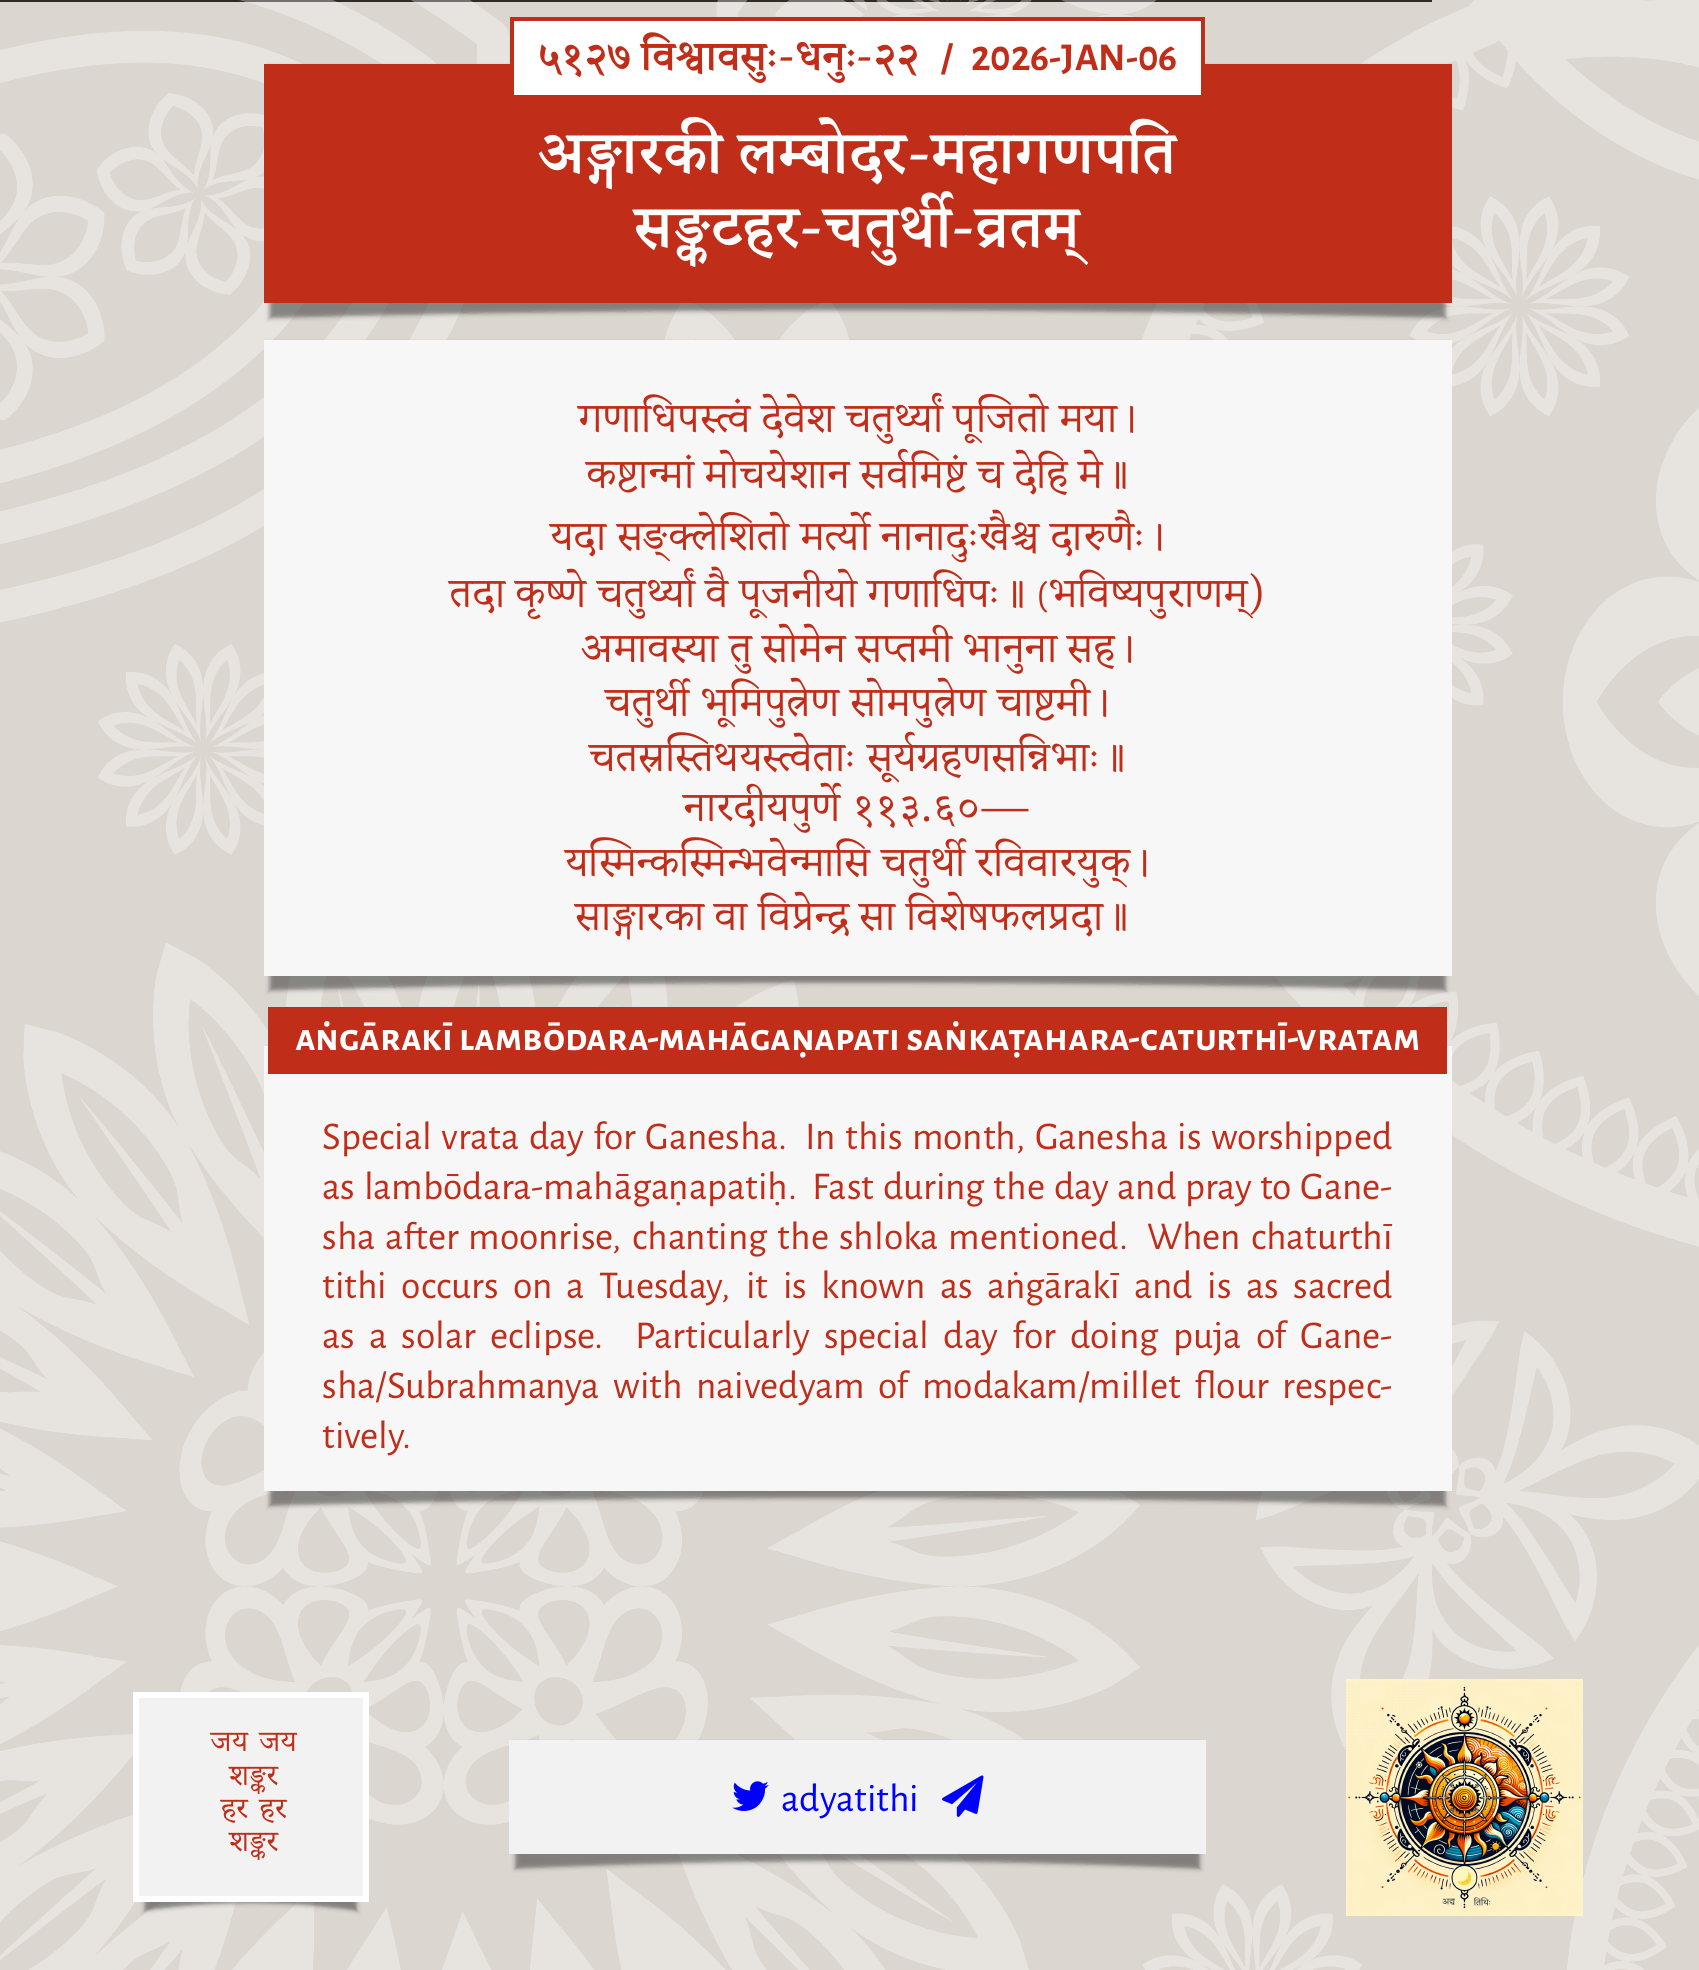 ५१२७ विश्वावसुः-धनुः-२२ / 2026-JAN-06
अङ्गारकी लम्बोदर-महागणपति
सङ्कटहर-चतुर्थी-व्रतम्
गणाधिपस्त्वं देवेश चतुर्थ्यां पूजितो मया।
कष्टान्मां मोचयेशान सर्वमिष्टं च देहि मे॥
यदा सङ्क्लेशितो मर्त्यो नानादुःखैश्च दारुणैः।
तदा कृष्णे चतुर्थ्यां वै पूजनीयो गणाधिपः॥ (भविष्यपुराणम्)
अमावस्या तु सोमेन सप्तमी भानुना सह।
चतुर्थी भूमिपुत्रेण सोमपुत्रेण चाष्टमी।
चतस्रस्तिथयस्त्वेताः सूर्यग्रहणसन्निभाः॥
नारदीयपुर्णे ११३.६०—
यस्मिन्कस्मिन्भवेन्मासि चतुर्थी रविवारयुक्।
साङ्गारका वा विप्रेन्द्र सा विशेषफलप्रदा॥
AṄGĀRAKĪ LAMBŌDARA-MAHĀGAṆAPATI SAṄKAṬAHARA-CATURTHĪ-VRATAM
Special vrata day for Ganesha. In this month, Ganesha is worshipped
as lambōdara-mahāgaṇapatiḥ. Fast during the day and pray to Gane-
sha after moonrise, chanting the shloka mentioned. When chaturthī
tithi occurs on a Tuesday, it is known as aṅgārakī and is as sacred
as a solar eclipse. Particularly special day for doing puja of Gane-
sha/Subrahmanya with naivedyam of modakam/millet flour respec-
tively.
जय जय
शङ्कर
हर हर
शङ्कर
adyatithi
अद्य तिथिः